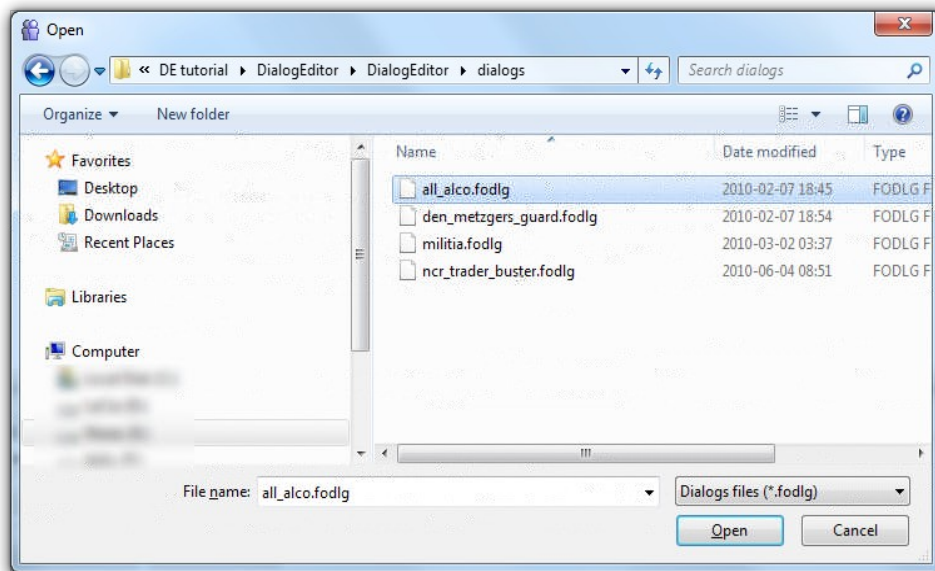 Open
« DE tutorial DialogEditor DialogEditor dialogs Search dialogs
Organize New folder
Favorites
Desktop
Downloads
Recent Places
Libraries
Computer
Name Date modified Type
all_alco.fodlg 2010-02-07 18:45 FODLG F
den_metzgers_guard.fodlg 2010-02-07 18:54 FODLG F
militia.fodlg 2010-03-02 03:37 FODLG F
ncr_trader_buster.fodlg 2010-06-04 08:51 FODLG F
File name: all_alco.fodlg Dialogs files (*.fodlg)
Open Cancel